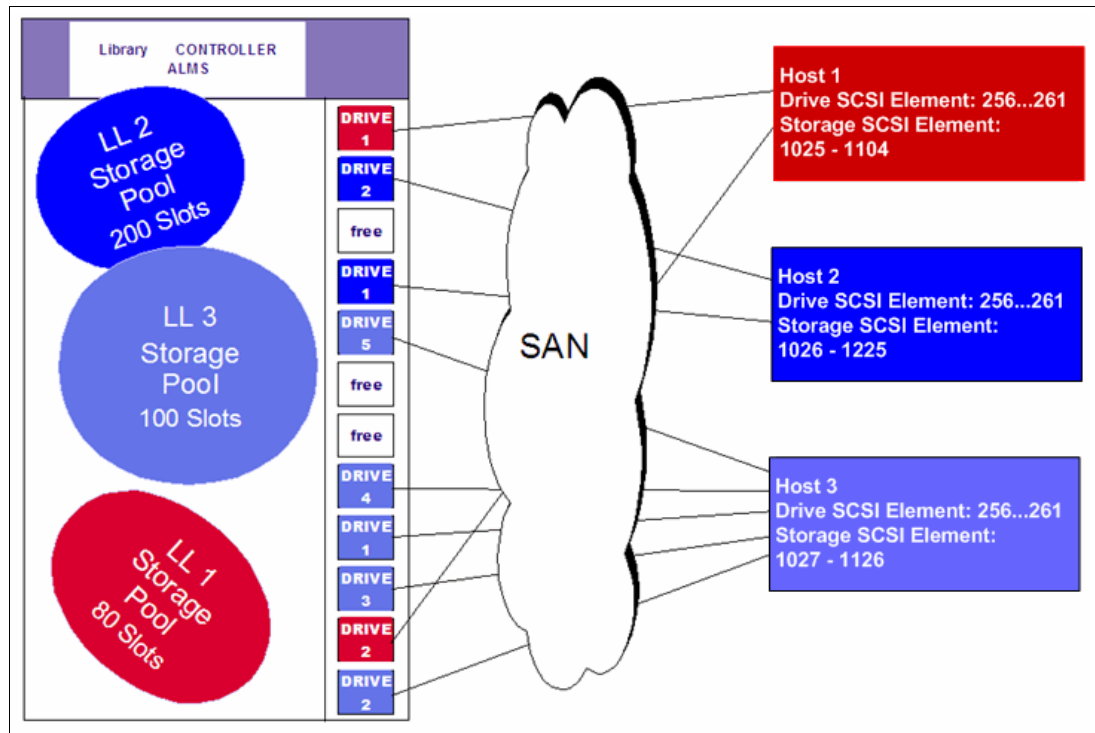 Library CONTROLLER
ALMS
LL 2
Storage
Pool
200 Slots
LL 3
Storage
Pool
100 Slots
LL 1
Storage
Pool
80 Slots
DRIVE
1
DRIVE
2
free
DRIVE
1
DRIVE
5
free
free
DRIVE
4
DRIVE
1
DRIVE
3
DRIVE
2
DRIVE
2
SAN
Host 1
Drive SCSI Element: 256...261
Storage SCSI Element:
1025 - 1104
Host 2
Drive SCSI Element: 256...261
Storage SCSI Element:
1026 - 1225
Host 3
Drive SCSI Element: 256...261
Storage SCSI Element:
1027 - 1126